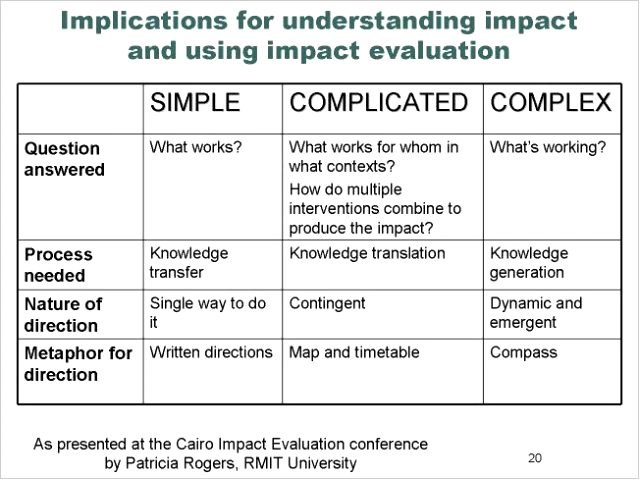 Implications for understanding impact
and using impact evaluation
SIMPLE COMPLICATED COMPLEX
Question
answered
What works?
What works for whom in
what contexts?
How do multiple
interventions combine to
produce the impact?
What's working?
Process
needed
Knowledge
transfer
Knowledge translation
Knowledge
generation
Nature of
direction
Single way to do
it
Contingent
Dynamic and
emergent
Metaphor for
direction
Written directions
Map and timetable
Compass
As presented at the Cairo Impact Evaluation conference
by Patricia Rogers, RMIT University
20